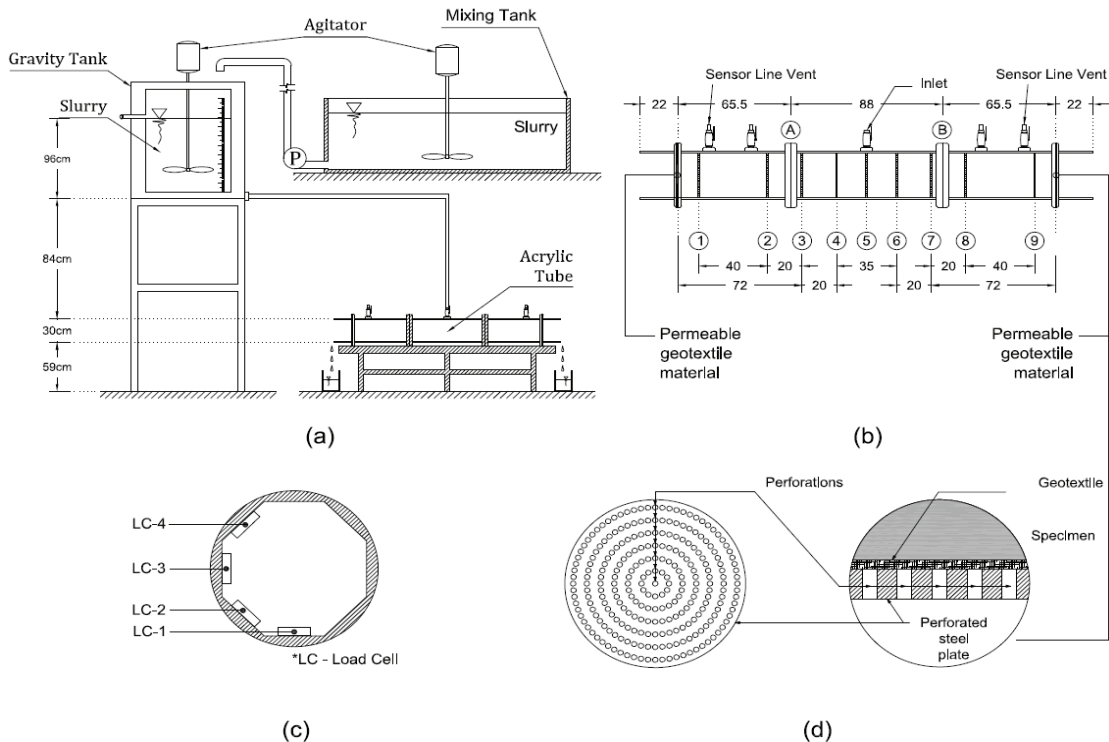 Agitator
Mixing Tank
Gravity Tank
Slurry
Slurry
P
96cm
84cm
30cm
59cm
Acrylic
Tube
(a)
Sensor Line Vent
Inlet
Sensor Line Vent
22
65.5
88
65.5
22
A
B
1
2
3
4
5
6
7
8
9
40
20
35
20
40
72
20
20
72
Permeable
geotextile
material
Permeable
geotextile
material
(b)
LC-4
LC-3
LC-2
LC-1
*LC - Load Cell
(c)
Perforations
Geotextile
Specimen
Perforated
steel
plate
(d)